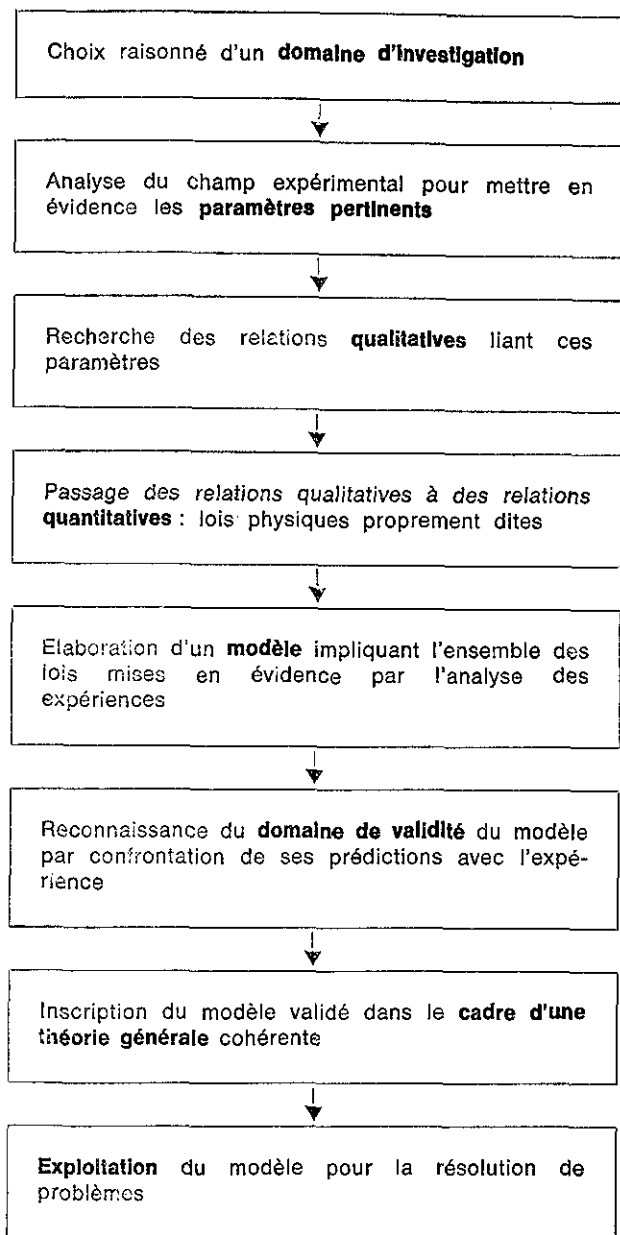 Choix raisonné d'un domaine d'investigation
Analyse du champ expérimental pour mettre en
évidence les paramètres pertinents
Recherche des relations qualitatives liant ces
paramètres
Passage des relations qualitatives à des relations
quantitatives : lois physiques proprement dites
Elaboration d'un modèle impliquant l'ensemble des
lois mises en évidence par l'analyse des
expériences
Reconnaissance du domaine de validité du modèle
par confrontation de ses prédictions avec l'expé-
rience
Inscription du modèle validé dans le cadre d'une
théorie générale cohérente
Exploitation du modèle pour la résolution de
problèmes